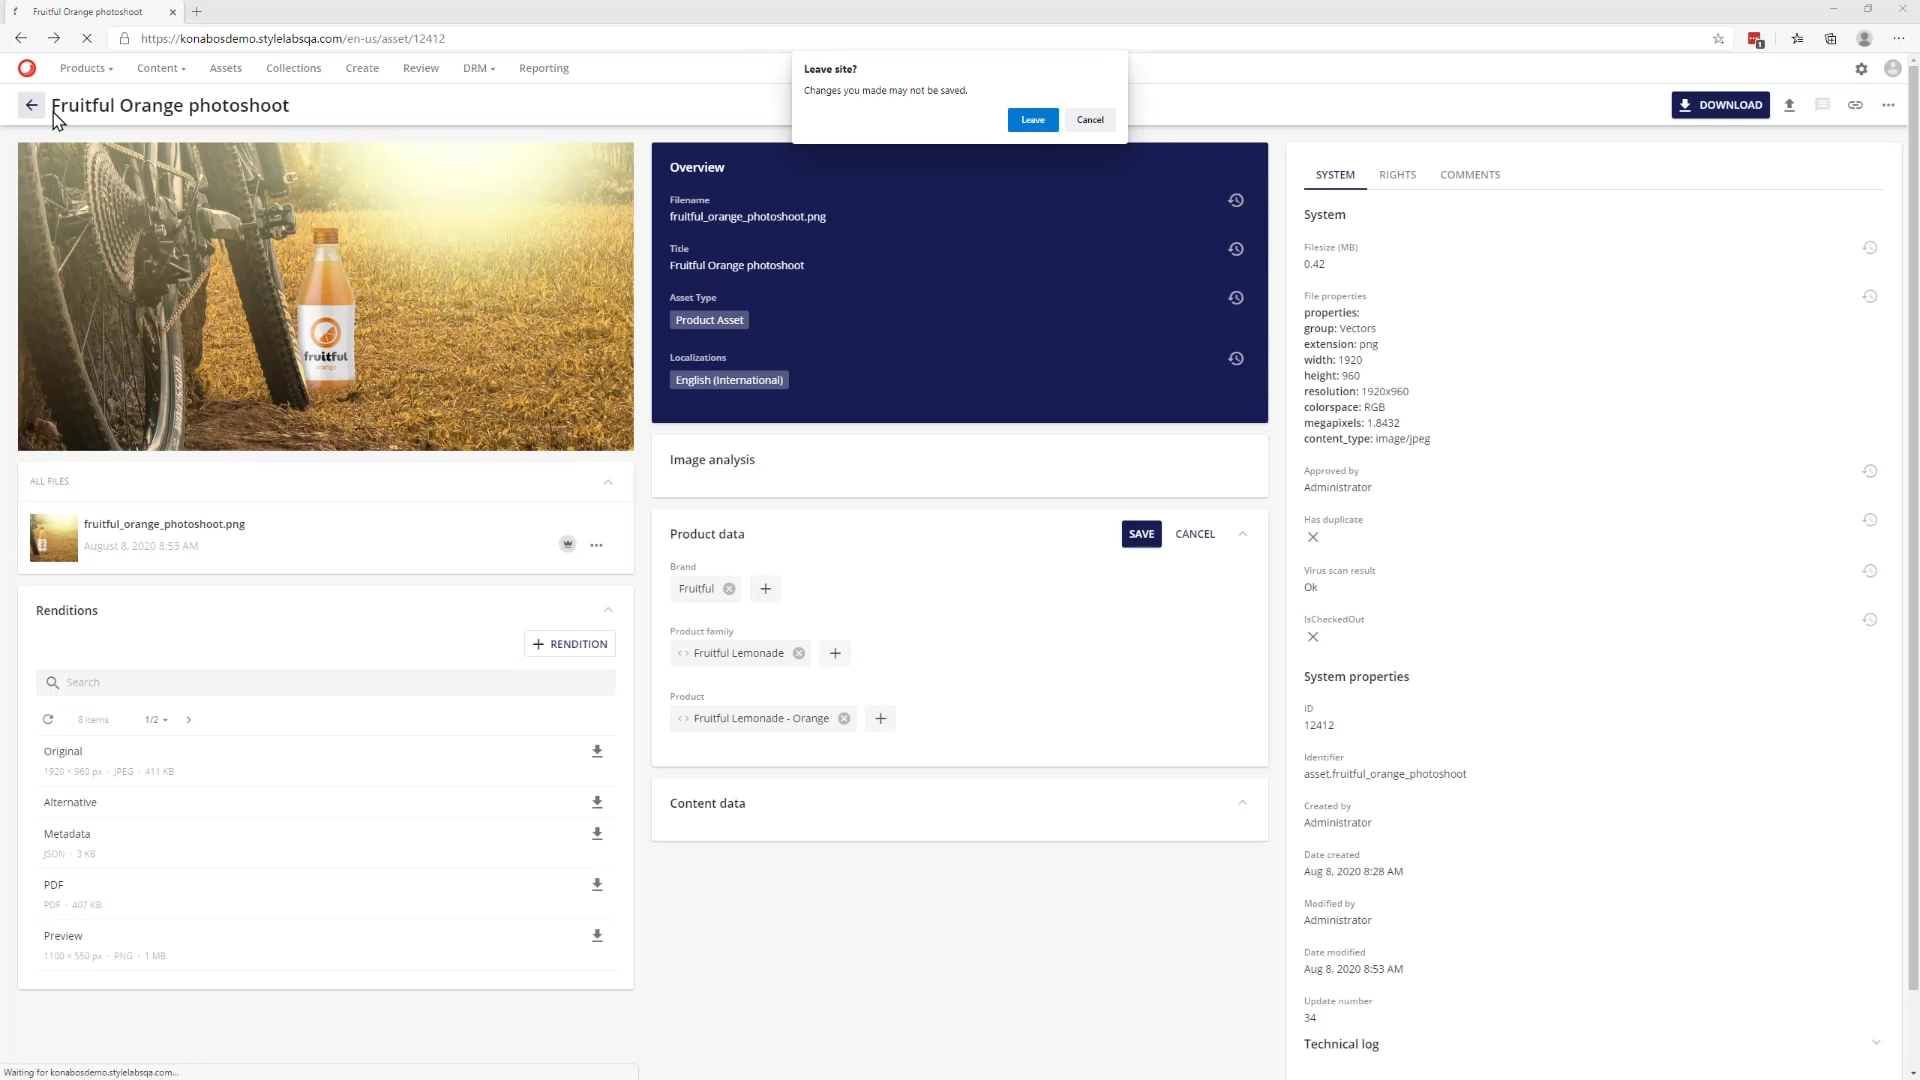 Fruitful Orange photoshoot
https://konabosdemo.stylelabsqa.com/en-us/asset/12412
1
Products
Content
Assets
Collections
Create
Review
DRM
Reporting
Leave site?
Changes you made may not be saved.
Leave
Cancel
Fruitful Orange photoshoot
DOWNLOAD
fruitful
orange
ALL FILES
fruitful_orange_photoshoot.png
August 8, 2020 8:53 AM
Renditions
RENDITION
Search
8 items
1/2
Original
1920 × 960 px · JPEG · 411 KB
Alternative
Metadata
JSON · 3 KB
PDF
PDF · 407 KB
Preview
1100 × 550 px · PNG · 1 MB
Overview
Filename
fruitful_orange_photoshoot.png
Title
Fruitful Orange photoshoot
Asset Type
Product Asset
Localizations
English (International)
Image analysis
Product data
SAVE
CANCEL
Brand
Fruitful
Product family
Fruitful Lemonade
Product
Fruitful Lemonade - Orange
Content data
SYSTEM
RIGHTS
COMMENTS
System
Filesize (MB)
0.42
File properties
properties:
group: Vectors
extension: png
width: 1920
height: 960
resolution: 1920x960
colorspace: RGB
megapixels: 1.8432
content_type: image/jpeg
Approved by
Administrator
Has duplicate
Virus scan result
Ok
IsCheckedOut
System properties
ID
12412
Identifier
asset.fruitful_orange_photoshoot
Created by
Administrator
Date created
Aug 8, 2020 8:28 AM
Modified by
Administrator
Date modified
Aug 8, 2020 8:53 AM
Update number
34
Technical log
Waiting for konabosdemo.stylelabsqa.com...